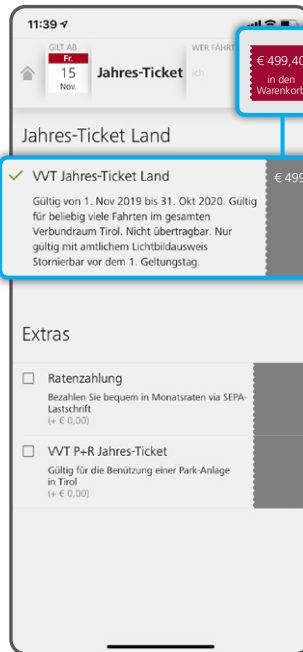 11:39
GILT AB
Fr.
15
Nov.
Jahres-Ticket
WER FÄHRT
Ich
€ 499,40
in den
Warenkorb
Jahres-Ticket Land
VVT Jahres-Ticket Land
€ 499
Gültig von 1. Nov 2019 bis 31. Okt 2020. Gültig
für beliebig viele Fahrten im gesamten
Verbundraum Tirol. Nicht übertragbar. Nur
gültig mit amtlichem Lichtbildausweis
Stornierbar vor dem 1. Geltungstag.
Extras
Ratenzahlung
Bezahlen Sie bequem in Monatsraten via SEPA-
Lastschrift
(+ € 0,00)
VVT P+R Jahres-Ticket
Gültig für die Benützung einer Park-Anlage
in Tirol
(+ € 0,00)